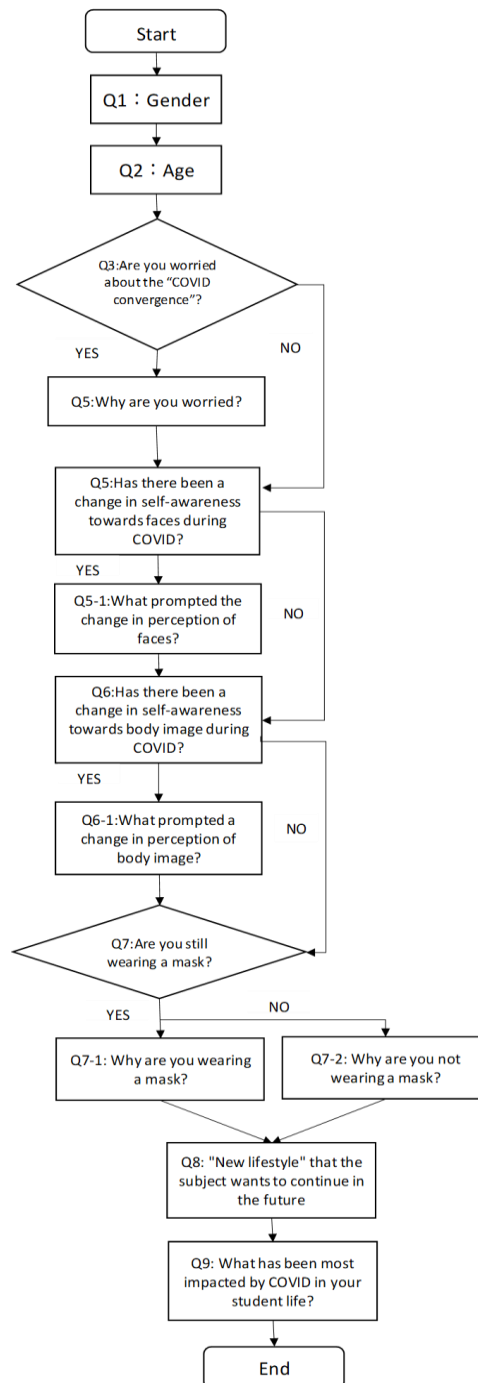 Start
Q1：Gender
Q2：Age
Q3:Are you worried
about the “COVID
convergence”?
YES
NO
Q5:Why are you worried?
Q5:Has there been a
change in self-awareness
towards faces during
COVID?
YES
NO
Q5-1:What prompted the
change in perception of
faces?
Q6:Has there been a
change in self-awareness
towards body image during
COVID?
YES
NO
Q6-1:What prompted a
change in perception of
body image?
Q7:Are you still
wearing a mask?
YES
NO
Q7-1: Why are you wearing
a mask?
Q7-2: Why are you not
wearing a mask?
Q8: "New lifestyle" that the
subject wants to continue in
the future
Q9: What has been most
impacted by COVID in your
student life?
End